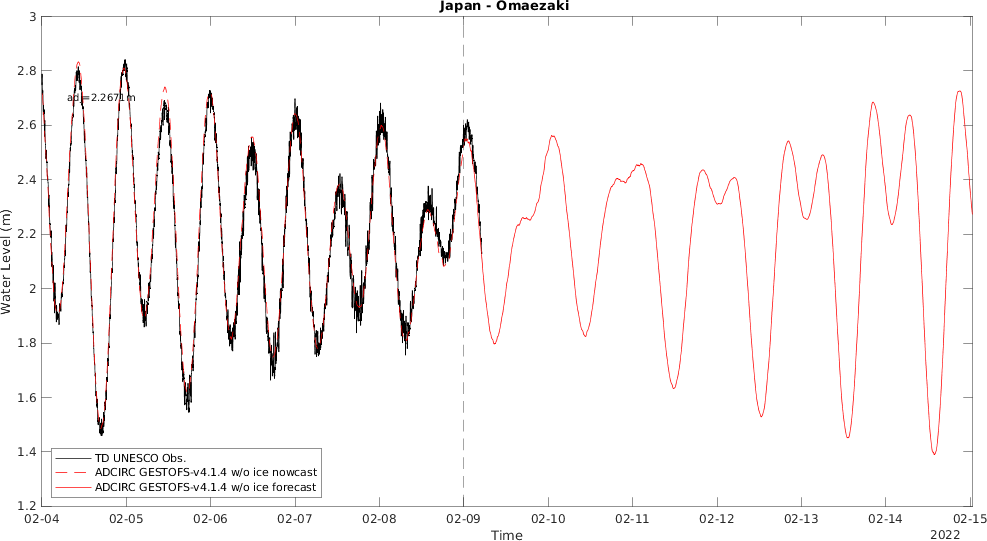 Japan - Omaezaki
Water Level (m)
3
2.8
2.6
2.4
2.2
2
1.8
1.6
1.4
1.2
ad =2.2671m
TD UNESCO Obs.
ADCIRC GESTOFS-v4.1.4 w/o ice nowcast
ADCIRC GESTOFS-v4.1.4 w/o ice forecast
02-04 02-05 02-06 02-07 02-08 02-09 02-10 02-11 02-12 02-13 02-14 02-15
Time
2022